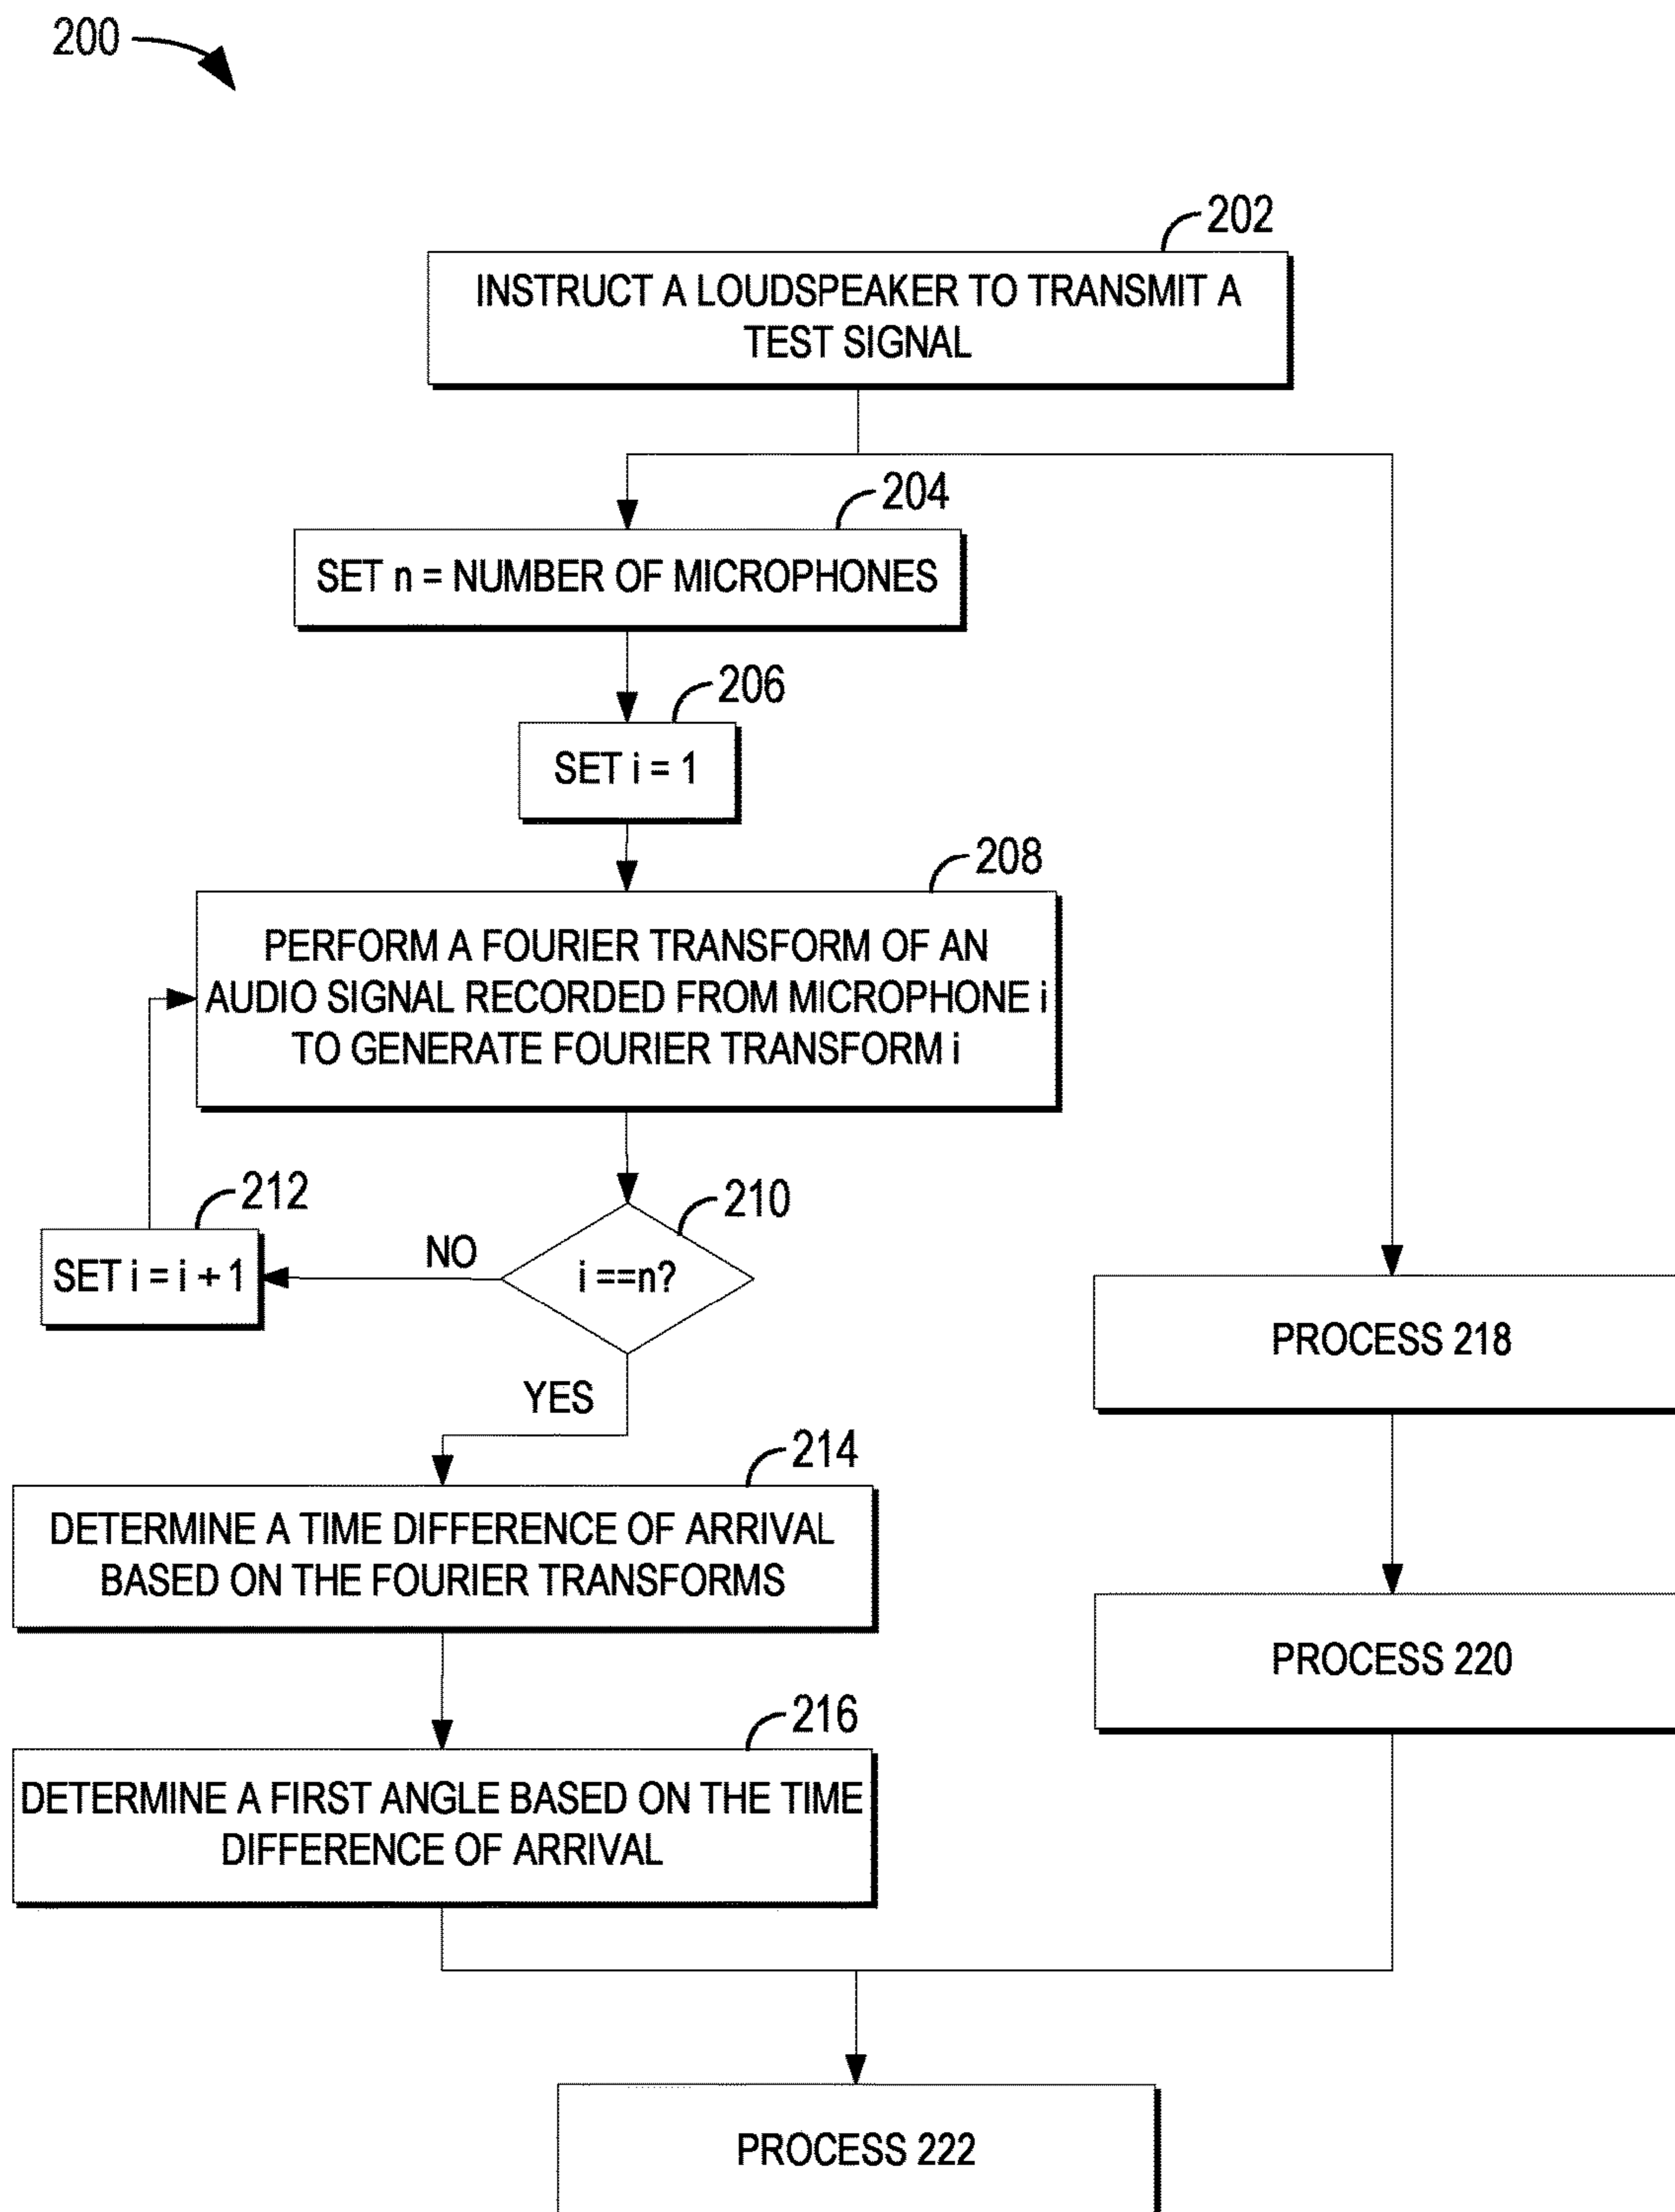 200
202
INSTRUCT A LOUDSPEAKER TO TRANSMIT A
TEST SIGNAL
204
SET n = NUMBER OF MICROPHONES
206
SET i = 1
208
PERFORM A FOURIER TRANSFORM OF AN
AUDIO SIGNAL RECORDED FROM MICROPHONE i
TO GENERATE FOURIER TRANSFORM i
212
SET i = i + 1
NO
210
i ==n?
YES
214
DETERMINE A TIME DIFFERENCE OF ARRIVAL
BASED ON THE FOURIER TRANSFORMS
216
DETERMINE A FIRST ANGLE BASED ON THE TIME
DIFFERENCE OF ARRIVAL
PROCESS 218
PROCESS 220
PROCESS 222